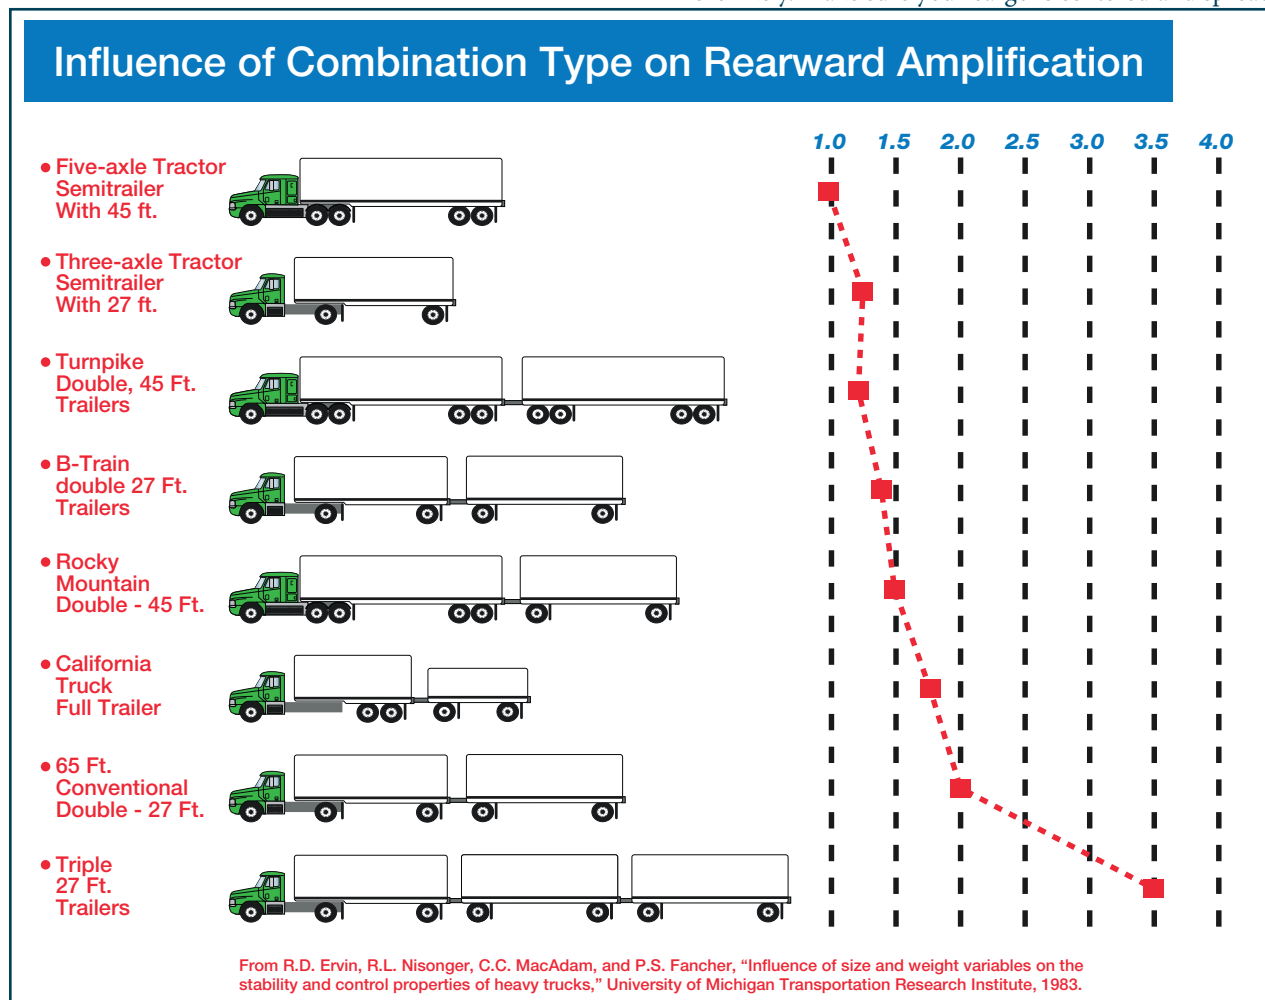 Influence of Combination Type on Rearward Amplification
1.0 1.5 2.0 2.5 3.0 3.5 4.0
• Five-axle Tractor
Semitrailer
With 45 ft.
• Three-axle Tractor
Semitrailer
With 27 ft.
• Turnpike
Double, 45 Ft.
Trailers
• B-Train
double 27 Ft.
Trailers
• Rocky
Mountain
Double - 45 Ft.
• California
Truck
Full Trailer
• 65 Ft.
Conventional
Double - 27 Ft.
• Triple
27 Ft.
Trailers
From R.D. Ervin, R.L. Nisonger, C.C. MacAdam, and P.S. Fancher, “Influence of size and weight variables on the
stability and control properties of heavy trucks,” University of Michigan Transportation Research Institute, 1983.